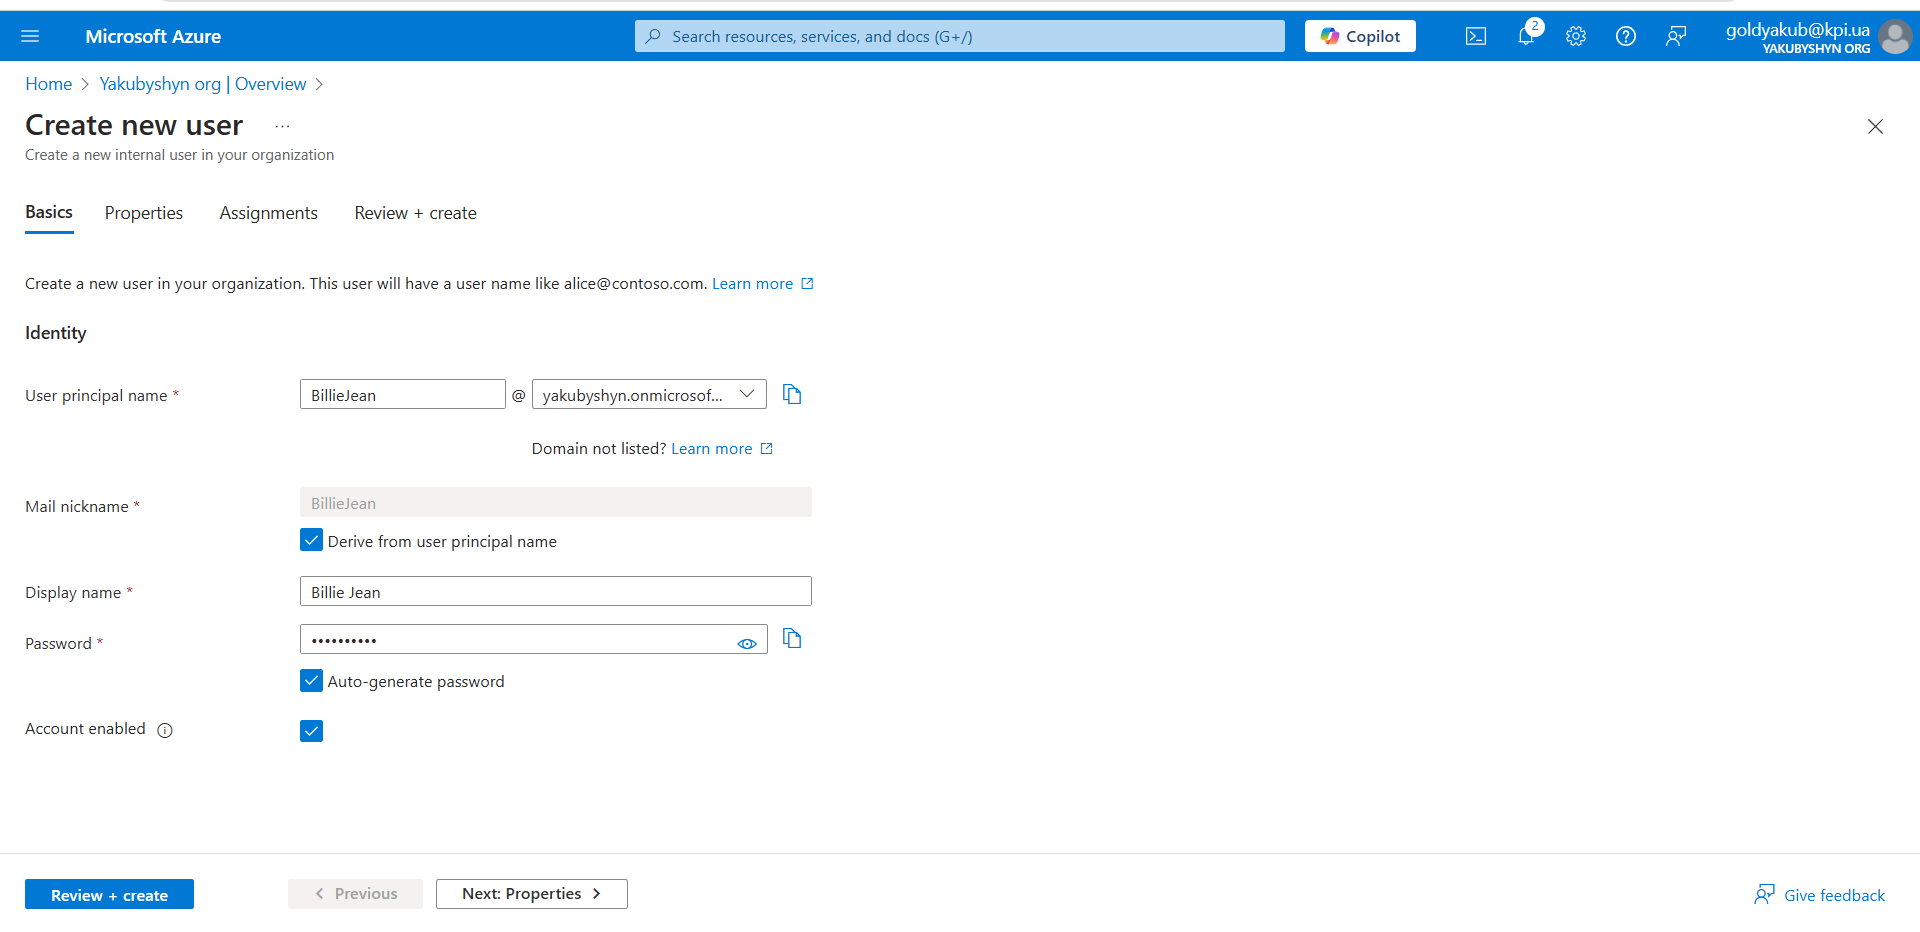 Microsoft Azure
Search resources, services, and docs (G+/)
Copilot
2
goldyakub@kpi.ua
YAKUBYSHYN ORG
Home > Yakubyshyn org | Overview >
Create new user ...
Create a new internal user in your organization
Basics Properties Assignments Review + create
Create a new user in your organization. This user will have a user name like alice@contoso.com. Learn more
Identity
User principal name * BillieJean @ yakubyshyn.onmicrosof...
Domain not listed? Learn more
Mail nickname * BillieJean
Derive from user principal name
Display name * Billie Jean
Password * ••••••••••
Auto-generate password
Account enabled
Review + create < Previous Next: Properties > Give feedback